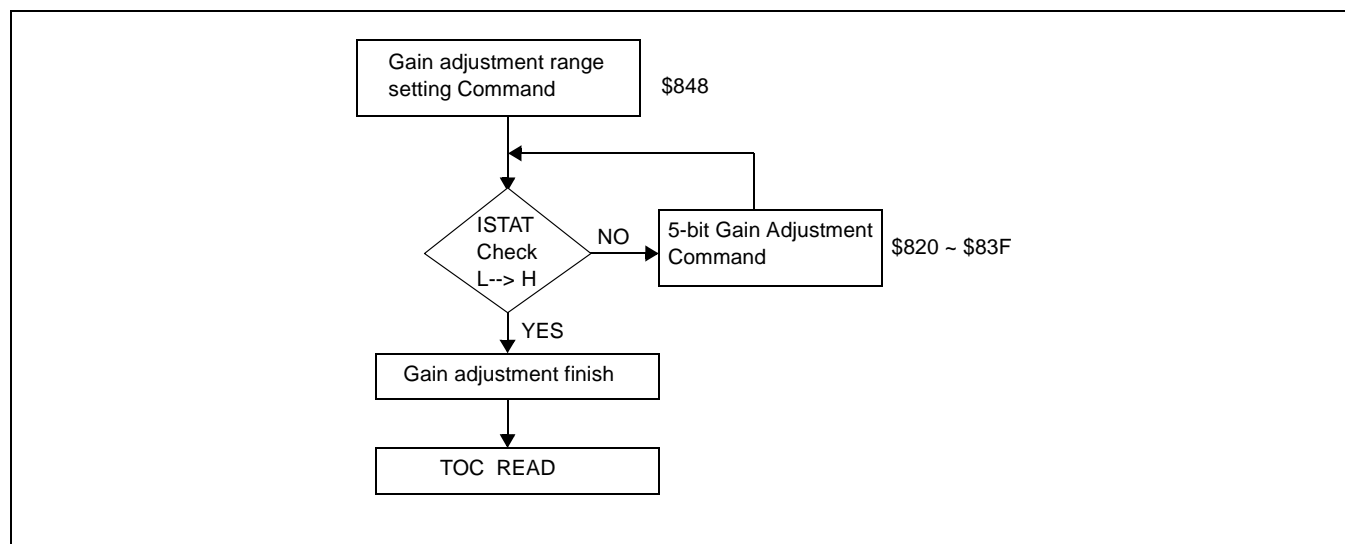 Gain adjustment range
setting Command
$848
ISTAT
Check
L--> H
NO
5-bit Gain Adjustment
Command
$820 ~ $83F
YES
Gain adjustment finish
TOC READ